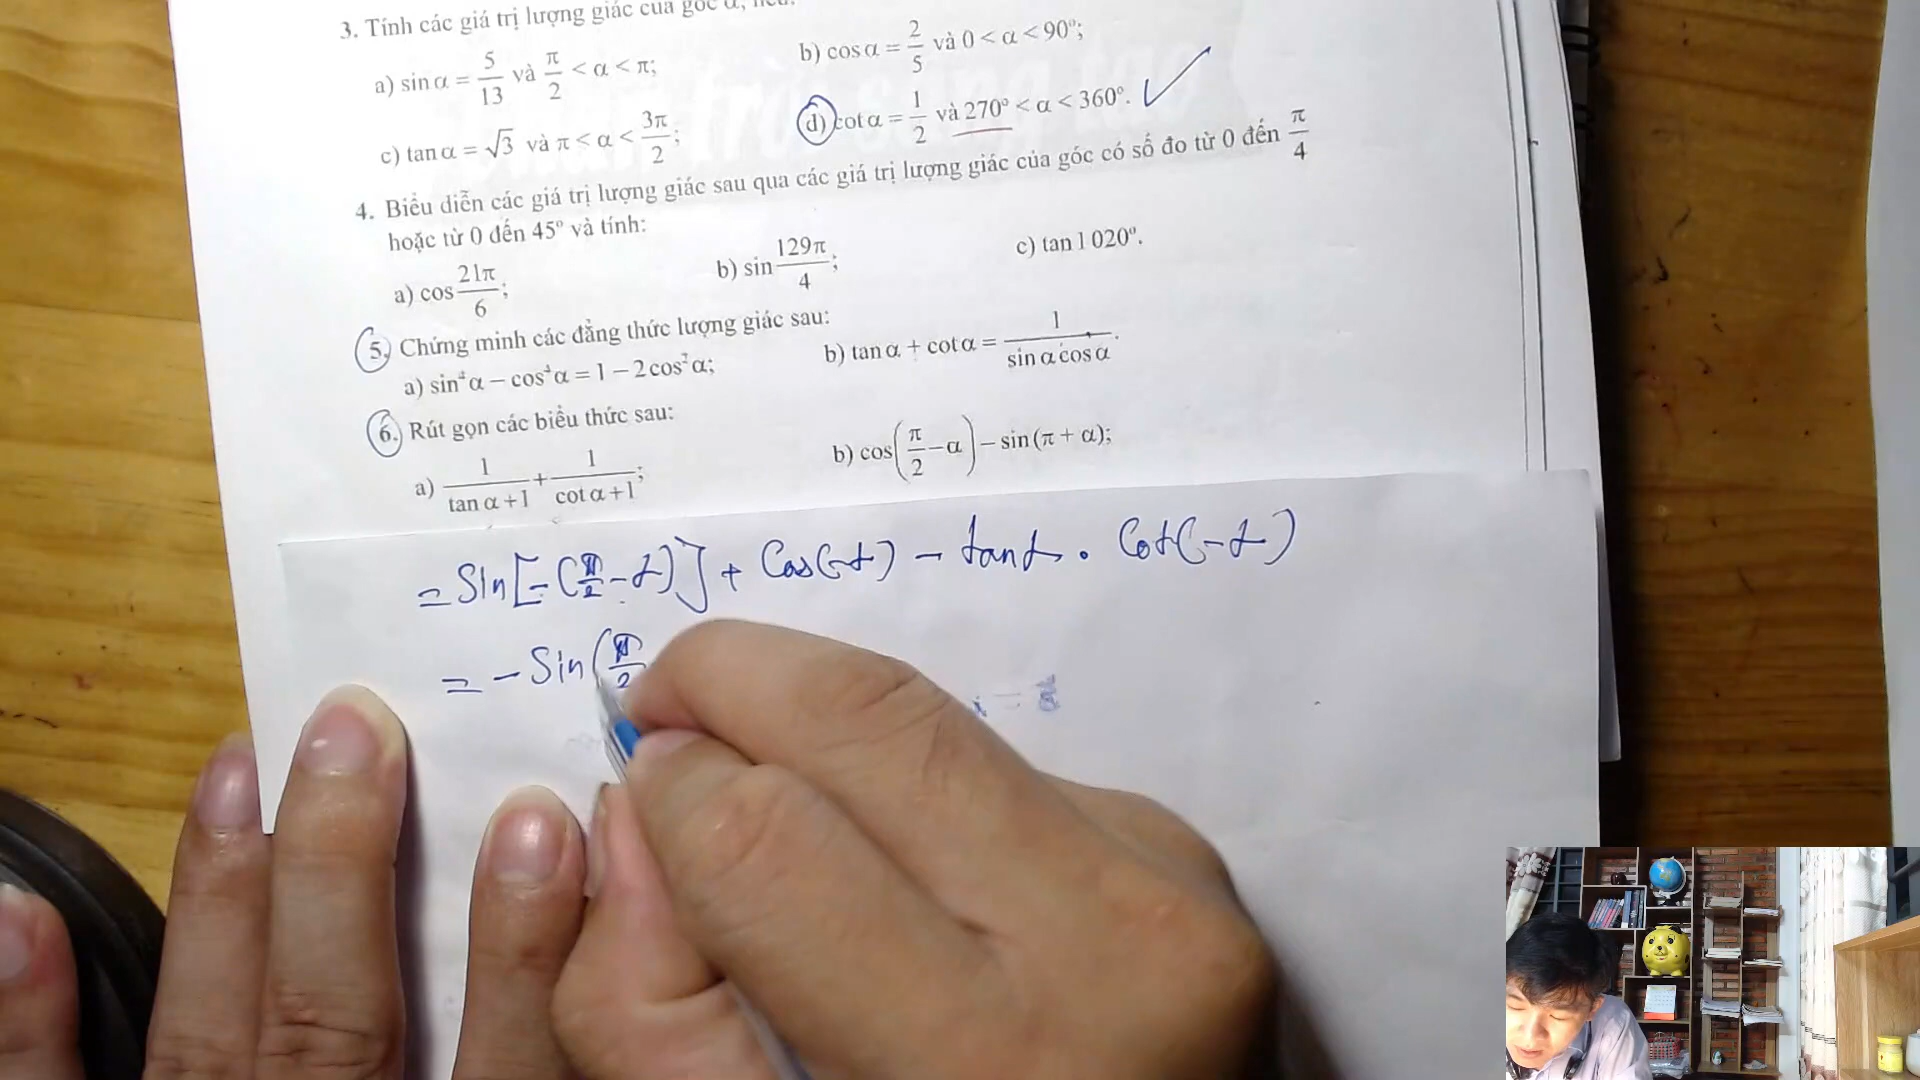 3. Tính các giá trị lượng giác của góc α, nếu:
a) sin α = 5/13 và π/2 < α < π;
b) cos α = 2/5 và 0 < α < 90°;
c) tan α = √3 và π < α < 3π/2;
d) cot α = 1/2 và 270° < α < 360°.
4. Biểu diễn các giá trị lượng giác sau qua các giá trị lượng giác của góc có số đo từ 0 đến π/4
hoặc từ 0 đến 45° và tính:
a) cos 21π/6;
b) sin 129π/4;
c) tan 1 020°.
5. Chứng minh các đẳng thức lượng giác sau:
a) sin⁴α − cos⁴α = 1 − 2cos²α;
b) tan α + cot α = 1/(sin α cos α).
6. Rút gọn các biểu thức sau:
a) 1/(tan α + 1) + 1/(cot α + 1);
b) cos(π/2 − α) − sin(π + α);
= Sin[−(π/2 − α)] + Cos(−α) − tan α . Cot(−α)
= − Sin(π/2